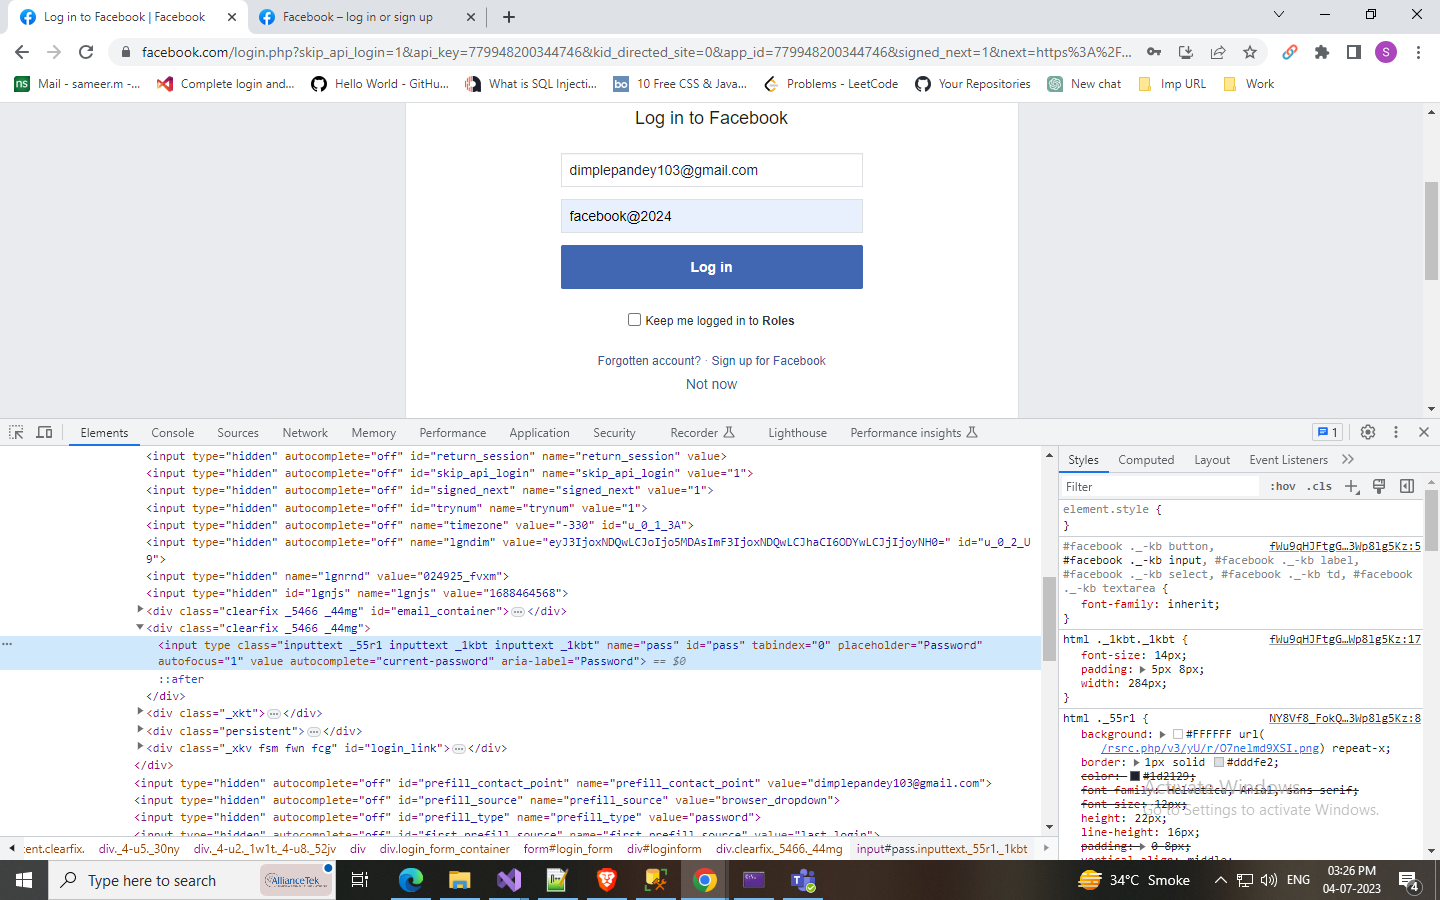 Log in to Facebook | Facebook
Facebook – log in or sign up
facebook.com/login.php?skip_api_login=1&api_key=779948200344746&kid_directed_site=0&app_id=779948200344746&signed_next=1&next=https%3A%2F...
S
ns Mail - sameer.m -... Complete login and... Hello World - GitHu... What is SQL Injecti... bo 10 Free CSS & Java... Problems - LeetCode Your Repositories New chat Imp URL Work
Log in to Facebook
dimplepandey103@gmail.com
facebook@2024
Log in
Keep me logged in to Roles
Forgotten account? · Sign up for Facebook
Not now
Elements Console Sources Network Memory Performance Application Security Recorder Lighthouse Performance insights 1
<input type="hidden" autocomplete="off" id="return_session" name="return_session" value>
<input type="hidden" autocomplete="off" id="skip_api_login" name="skip_api_login" value="1">
<input type="hidden" autocomplete="off" id="signed_next" name="signed_next" value="1">
<input type="hidden" autocomplete="off" id="trynum" name="trynum" value="1">
<input type="hidden" autocomplete="off" name="timezone" value="-330" id="u_0_1_3A">
<input type="hidden" autocomplete="off" name="lgndim" value="eyJ3IjoxNDQwLCJoIjo5MDAsImF3IjoxNDQwLCJhaCI6ODYwLCJjIjoyNH0=" id="u_0_2_U
9">
<input type="hidden" name="lgnrnd" value="024925_fvxm">
<input type="hidden" id="lgnjs" name="lgnjs" value="1688464568">
<div class="clearfix _5466 _44mg" id="email_container">…</div>
<div class="clearfix _5466 _44mg">
<input type class="inputtext _55r1 inputtext _1kbt inputtext _1kbt" name="pass" id="pass" tabindex="0" placeholder="Password"
autofocus="1" value autocomplete="current-password" aria-label="Password"> == $0
::after
</div>
<div class="_xkt">…</div>
<div class="persistent">…</div>
<div class="_xkv fsm fwn fcg" id="login_link">…</div>
</div>
<input type="hidden" autocomplete="off" id="prefill_contact_point" name="prefill_contact_point" value="dimplepandey103@gmail.com">
<input type="hidden" autocomplete="off" id="prefill_source" name="prefill_source" value="browser_dropdown">
<input type="hidden" autocomplete="off" id="prefill_type" name="prefill_type" value="password">
<input type="hidden" autocomplete="off" id="first_prefill_source" name="first_prefill_source" value="last_login">
tent.clearfix. div._4-u5._30ny div._4-u2._1w1t._4-u8._52jv div div.login_form_container form#login_form div#loginform div.clearfix._5466._44mg input#pass.inputtext._55r1._1kbt
Styles Computed Layout Event Listeners
Filter :hov .cls
element.style {
}
#facebook ._-kb button, fWu9qHJFtgG…3Wp8lg5Kz:5
#facebook ._-kb input, #facebook ._-kb label,
#facebook ._-kb select, #facebook ._-kb td, #facebook
._-kb textarea {
font-family: inherit;
}
html ._1kbt._1kbt { fWu9qHJFtgG…Wp8lg5Kz:17
font-size: 14px;
padding: 5px 8px;
width: 284px;
}
html ._55r1 { NY8Vf8_FokQ…3Wp8lg5Kz:8
background: #FFFFFF url(
/rsrc.php/v3/yU/r/O7nelmd9XSI.png) repeat-x;
border: 1px solid #dddfe2;
color: #1d2129;
font-family: Helvetica, Arial, sans-serif;
font-size: 12px;
height: 22px;
line-height: 16px;
padding: 0 8px;
vertical-align: middle;
Activate Windows
Go to Settings to activate Windows.
Type here to search
AllianceTek
34°C Smoke
ENG
03:26 PM
04-07-2023
4